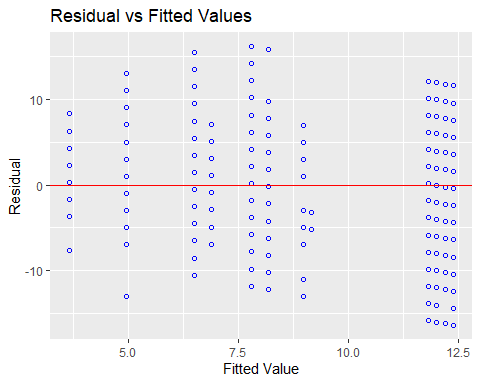 Residual vs Fitted Values
Residual
10
0
-10
5.0 7.5 10.0 12.5
Fitted Value